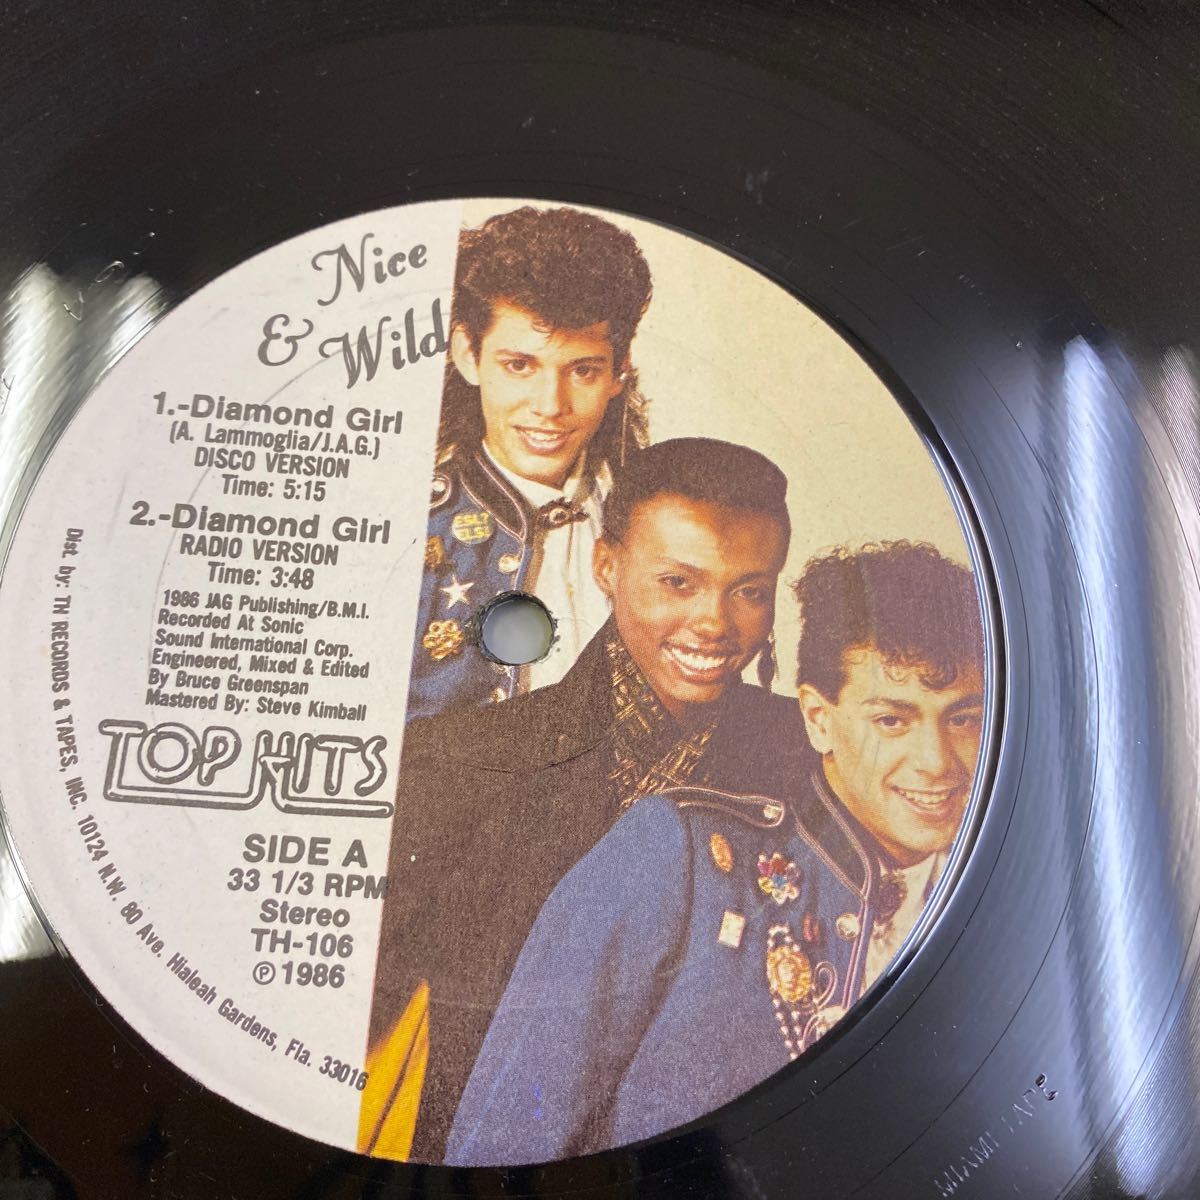 Nice
& Wild
1.-Diamond Girl
(A. Lammoglia/J.A.G.)
DISCO VERSION
Time: 5:15
2.-Diamond Girl
RADIO VERSION
Time: 3:48
1986 JAG Publishing/B.M.I.
Recorded At Sonic
Sound International Corp.
Engineered, Mixed & Edited
By Bruce Greenspan
Mastered By: Steve Kimball
TOP HITS
SIDE A
33 1/3 RPM
Stereo
TH-106
℗ 1986
Dist. by: TH RECORDS & TAPES, INC. 10124 N.W. 80 Ave. Hialeah Gardens, Fla. 33016
MIAMI TAPE